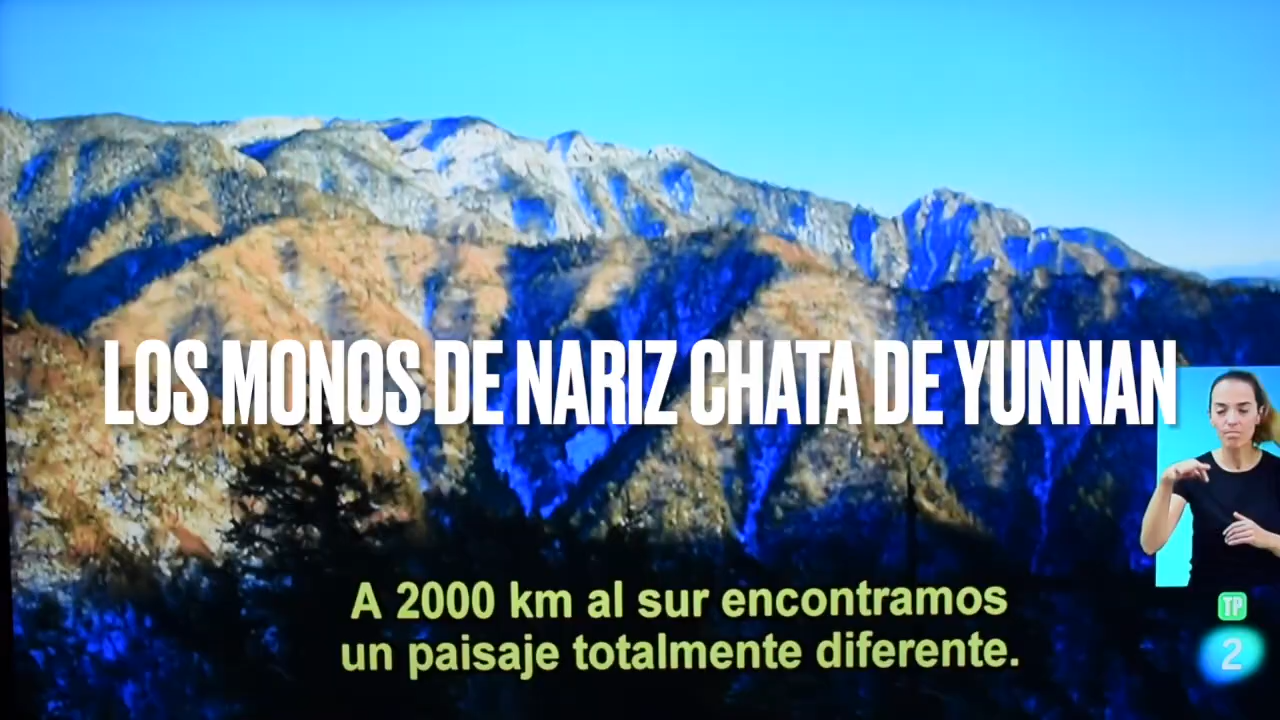 LOS MONOS DE NARIZ CHATA DE YUNNAN
A 2000 km al sur encontramos
un paisaje totalmente diferente.
TP
2